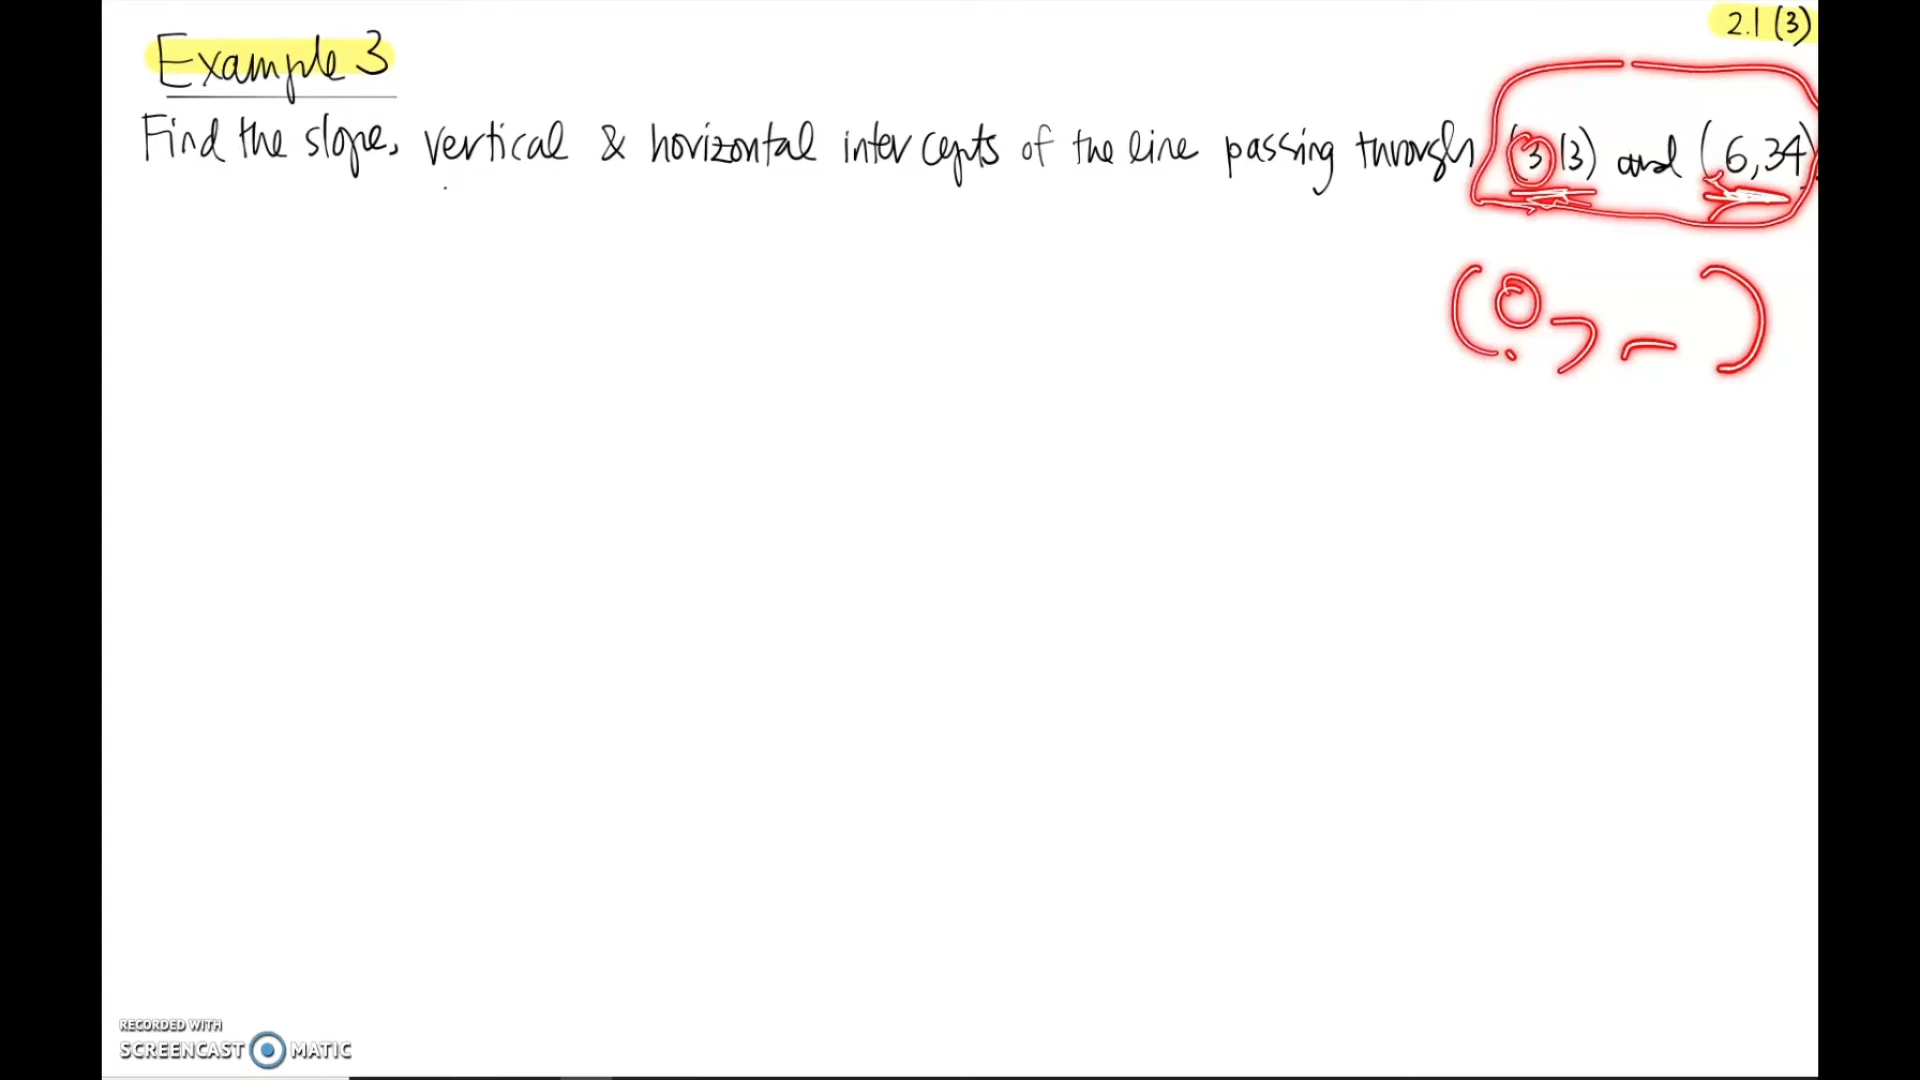 2.1 (3)
Example 3
Find the slope, vertical & horizontal intercepts of the line passing through (3, 13) and (6, 34)
(0, _ )
RECORDED WITH
SCREENCAST MATIC